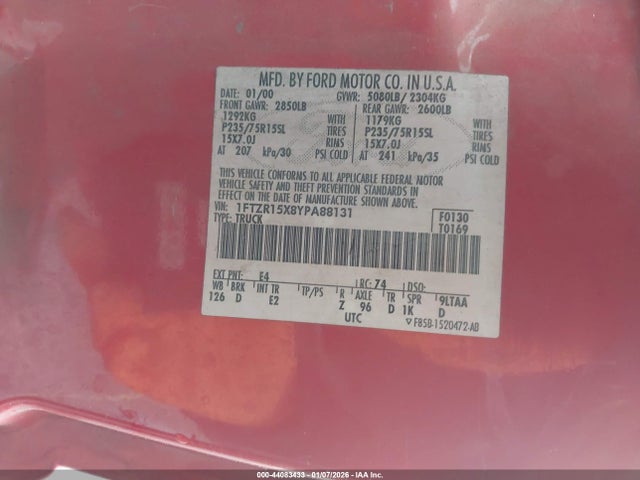 MFD. BY FORD MOTOR CO. IN U.S.A.
DATE: 01/00 GVWR: 5080LB/ 2304KG
FRONT GAWR: 2850LB REAR GAWR: 2600LB
1292KG WITH 1179KG WITH
P235/75R15SL TIRES P235/75R15SL TIRES
15X7.0J RIMS 15X7.0J RIMS
AT 207 kPa/30 PSI COLD AT 241 kPa/35 PSI COLD
THIS VEHICLE CONFORMS TO ALL APPLICABLE FEDERAL MOTOR
VEHICLE SAFETY AND THEFT PREVENTION STANDARDS IN
EFFECT ON THE DATE OF MANUFACTURE SHOWN ABOVE.
VIN: 1FTZR15X8YPA88131 F0130
TYPE: TRUCK T0169
EXT PNT: E4 RC: 74 DSO:
WB BRK INT TR TP/PS R AXLE TR SPR 9LTAA
126 D E2 Z 96 D 1K D
UTC ▽ F85B-1520472-AB
000-44083433 - 01/07/2026 - IAA Inc.